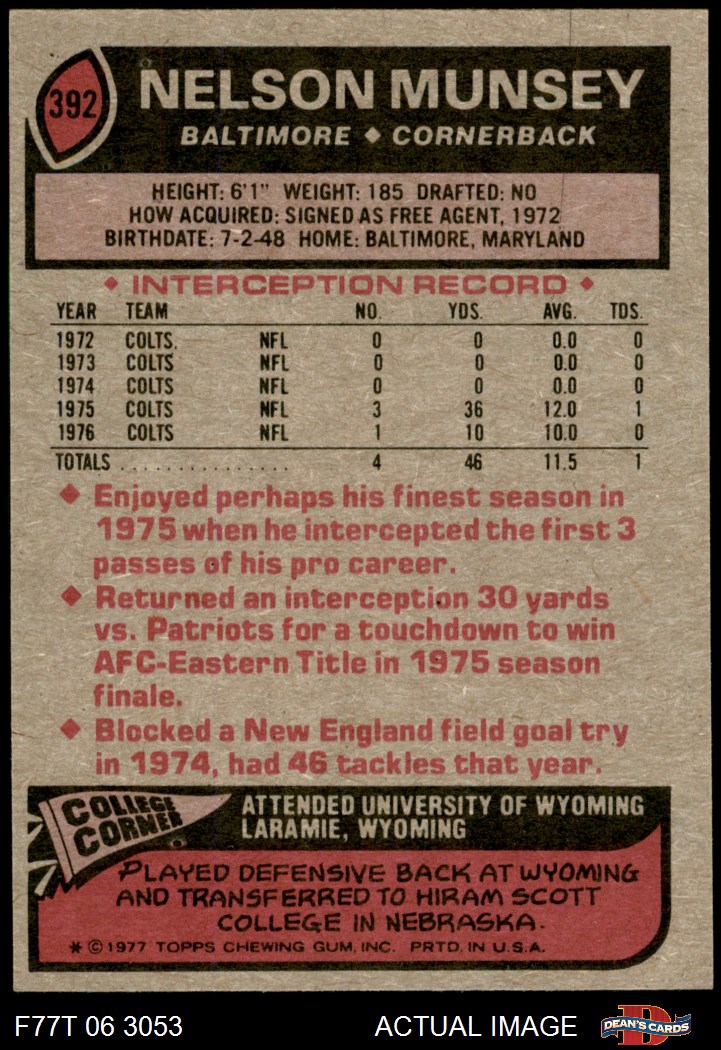 392
NELSON MUNSEY
BALTIMORE ◆ CORNERBACK
HEIGHT: 6'1" WEIGHT: 185 DRAFTED: NO
HOW ACQUIRED: SIGNED AS FREE AGENT, 1972
BIRTHDATE: 7-2-48 HOME: BALTIMORE, MARYLAND
◆ INTERCEPTION RECORD ◆
YEAR TEAM NO. YDS. AVG. TDS.
1972 COLTS. NFL 0 0 0.0 0
1973 COLTS NFL 0 0 0.0 0
1974 COLTS NFL 0 0 0.0 0
1975 COLTS NFL 3 36 12.0 1
1976 COLTS NFL 1 10 10.0 0
TOTALS . . . . . . . . . . . . . . . 4 46 11.5 1
◆ Enjoyed perhaps his finest season in
1975 when he intercepted the first 3
passes of his pro career.
◆ Returned an interception 30 yards
vs. Patriots for a touchdown to win
AFC-Eastern Title in 1975 season
finale.
◆ Blocked a New England field goal try
in 1974, had 46 tackles that year.
COLLEGE
CORNER
ATTENDED UNIVERSITY OF WYOMING
LARAMIE, WYOMING
PLAYED DEFENSIVE BACK AT WYOMING
AND TRANSFERRED TO HIRAM SCOTT
COLLEGE IN NEBRASKA.
* © 1977 TOPPS CHEWING GUM, INC. PRTD. IN U.S.A.
F77T 06 3053 ACTUAL IMAGE
D
DEAN'S CARDS